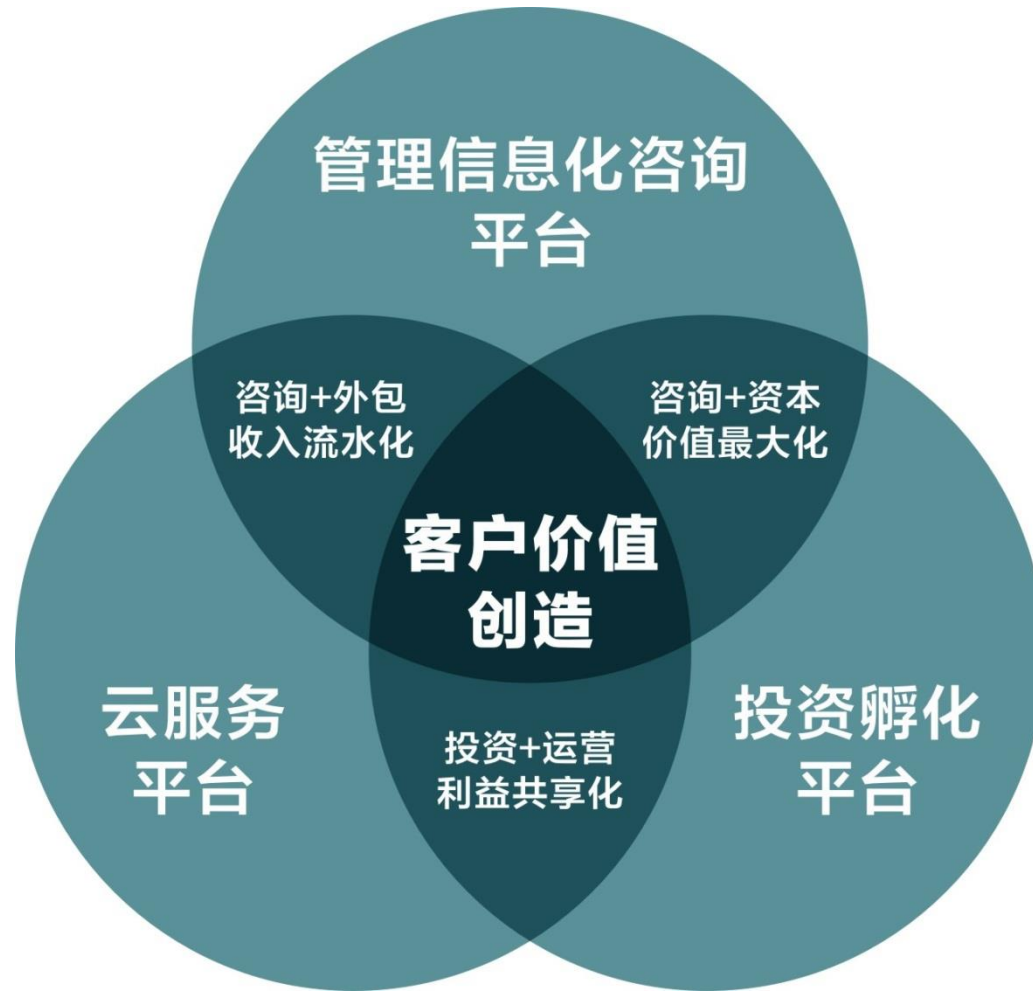 管理信息化咨询
平台
咨询+外包
收入流水化
咨询+资本
价值最大化
客户价值
创造
云服务
平台
投资+运营
利益共享化
投资孵化
平台